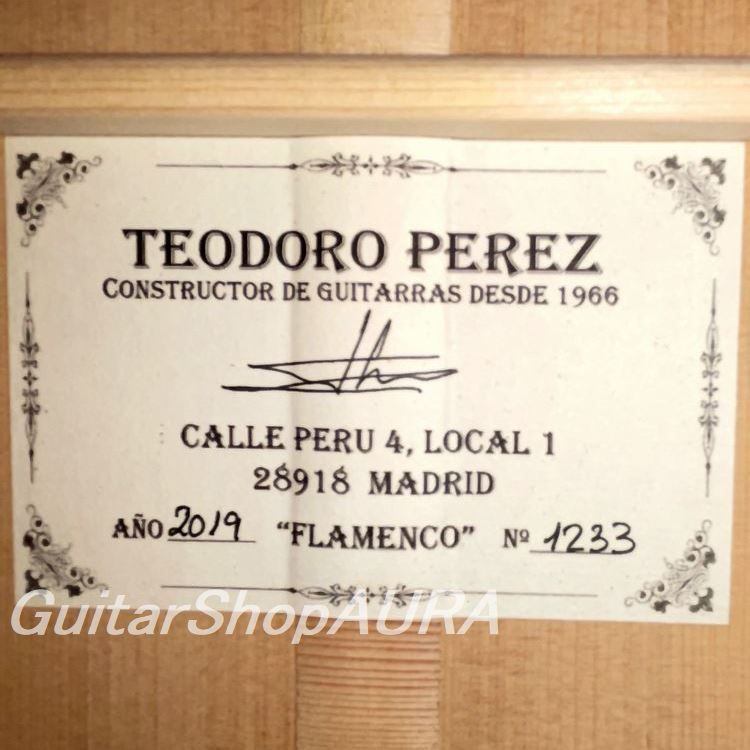 TEODORO PEREZ
CONSTRUCTOR DE GUITARRAS DESDE 1966
CALLE PERU 4, LOCAL 1
28918 MADRID
AÑO 2019 "FLAMENCO" Nº 1233
GuitarShopAURA